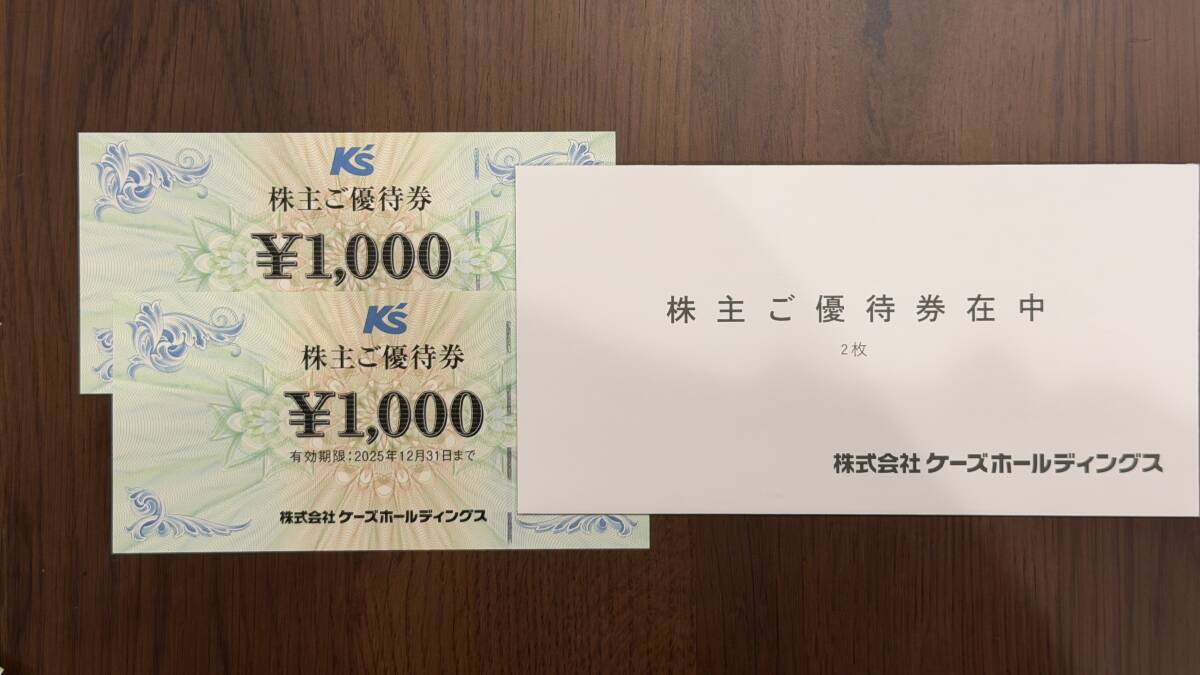 K's
株主ご優待券
¥1,000
K's
株主ご優待券
¥1,000
有効期限:2025年12月31日まで
株式会社 ケーズホールディングス
株主ご優待券在中
2枚
株式会社 ケーズホールディングス